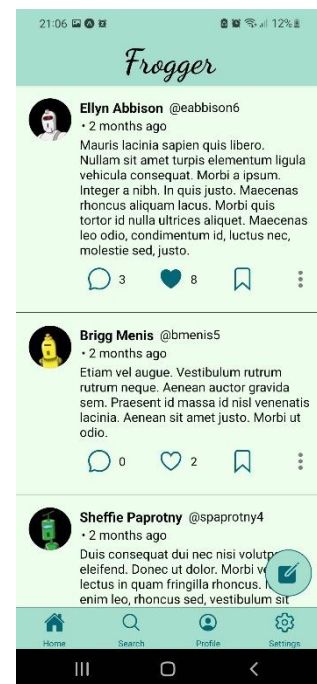 21:06 12%
Frogger
Ellyn Abbison @eabbison6
• 2 months ago
Mauris lacinia sapien quis libero.
Nullam sit amet turpis elementum ligula
vehicula consequat. Morbi a ipsum.
Integer a nibh. In quis justo. Maecenas
rhoncus aliquam lacus. Morbi quis
tortor id nulla ultrices aliquet. Maecenas
leo odio, condimentum id, luctus nec,
molestie sed, justo.
3 8
Brigg Menis @bmenis5
• 2 months ago
Etiam vel augue. Vestibulum rutrum
rutrum neque. Aenean auctor gravida
sem. Praesent id massa id nisl venenatis
lacinia. Aenean sit amet justo. Morbi ut
odio.
0 2
Sheffie Paprotny @spaprotny4
• 2 months ago
Duis consequat dui nec nisi
eleifend. Donec ut dolor. Morbi
lectus in quam fringilla rhoncus.
enim leo, rhoncus sed, vestibulum sit
Home Search Profile Settings